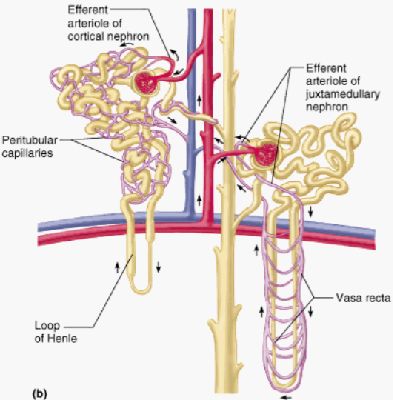 Efferent
arteriole of
cortical nephron
Efferent
arteriole of
juxtamedullary
nephron
Peritubular
capillaries
Vasa recta
Loop
of Henle
(b)